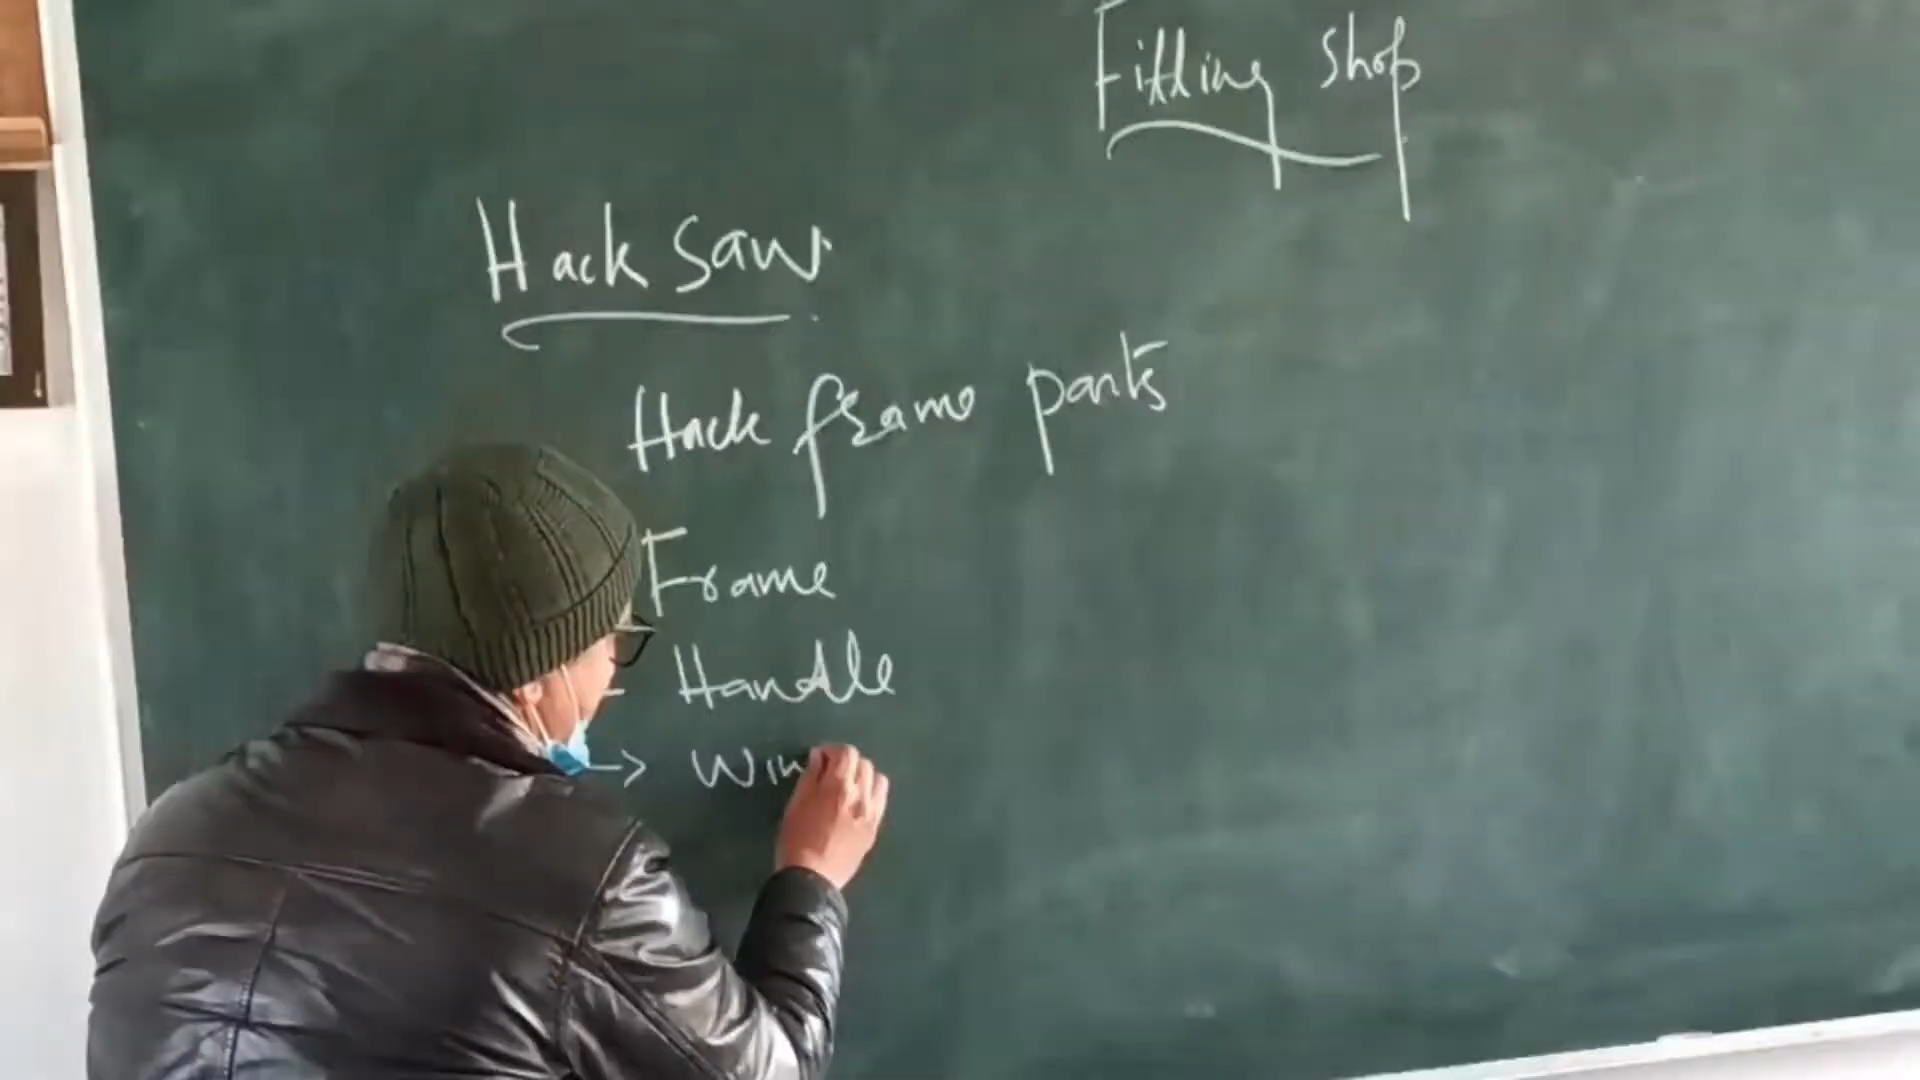 Fitting Shop
Hack Saw
Hack frame parts
Frame
- Handle
→ Win